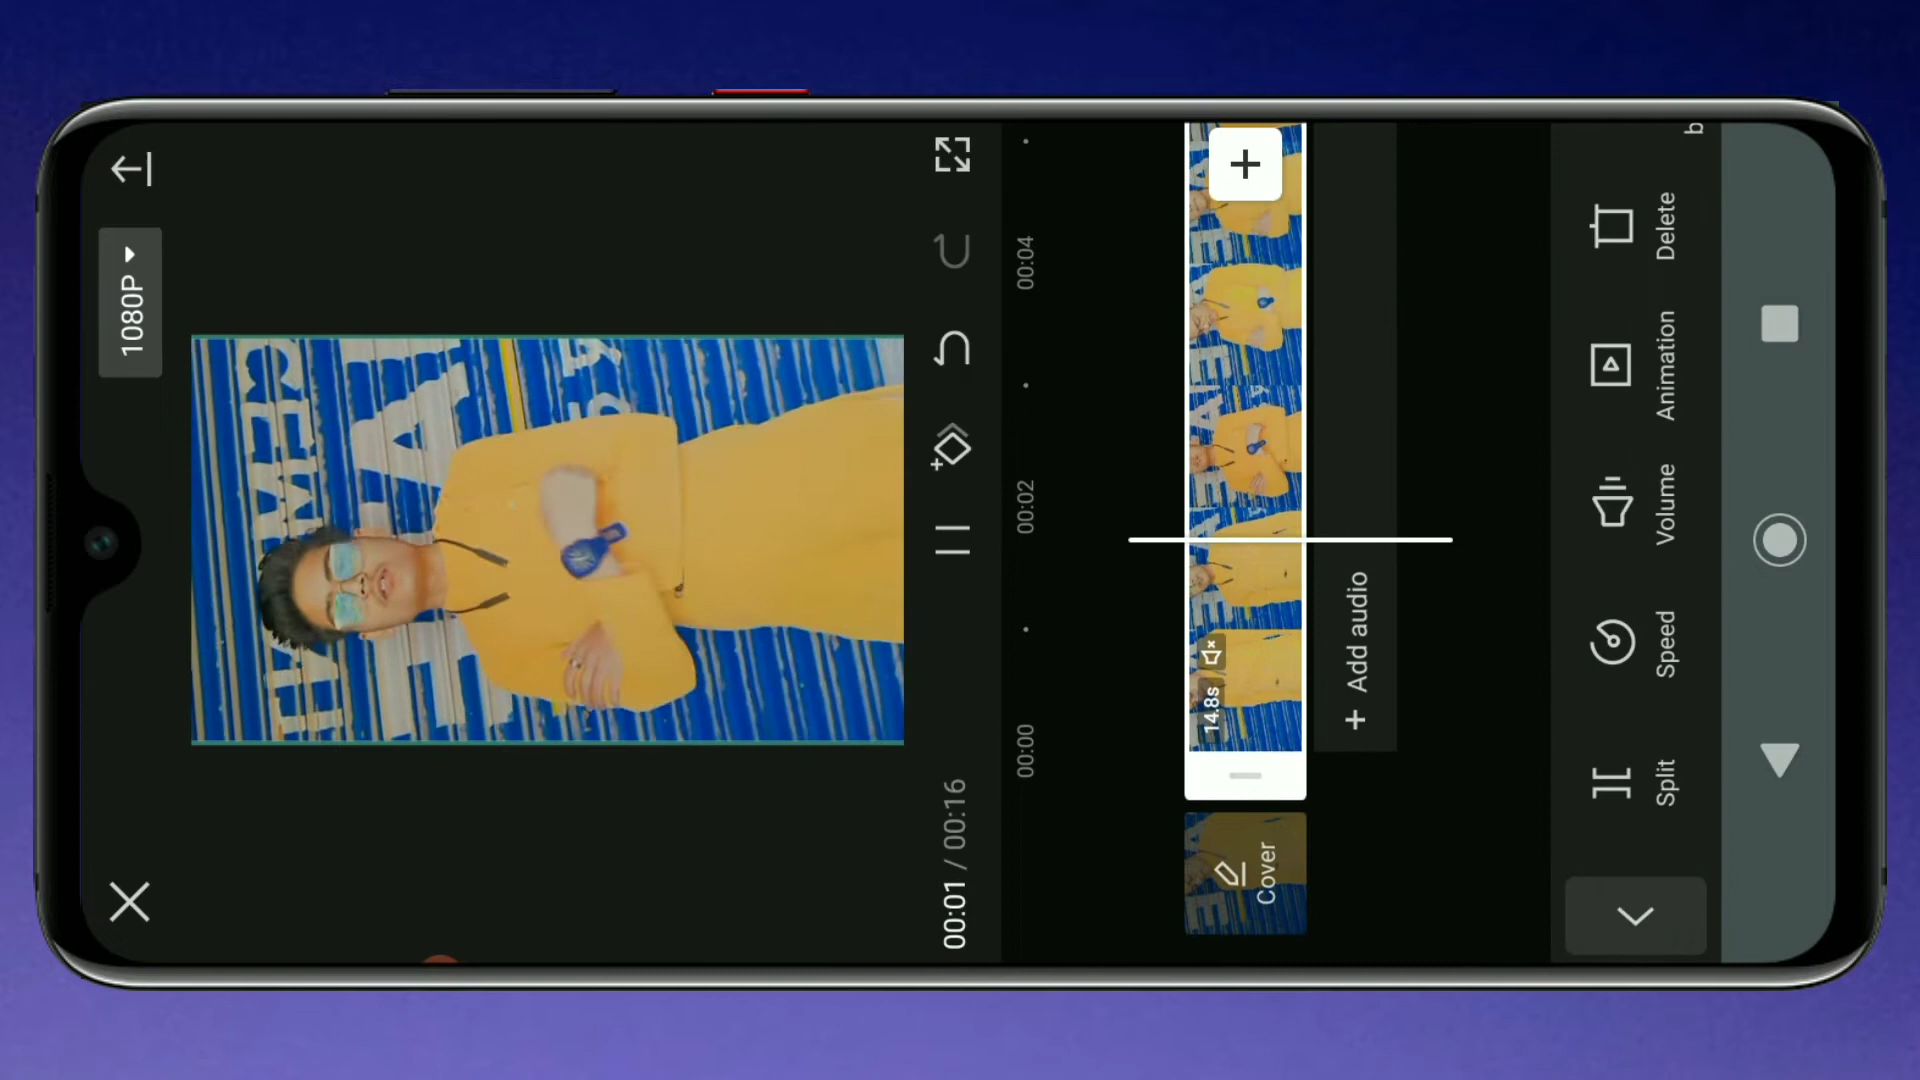 1080P
CEMENT
00:01 / 00:16
00:00
00:02
00:04
Cover
14.8s
+ Add audio
Split
Speed
Volume
Animation
Delete
b